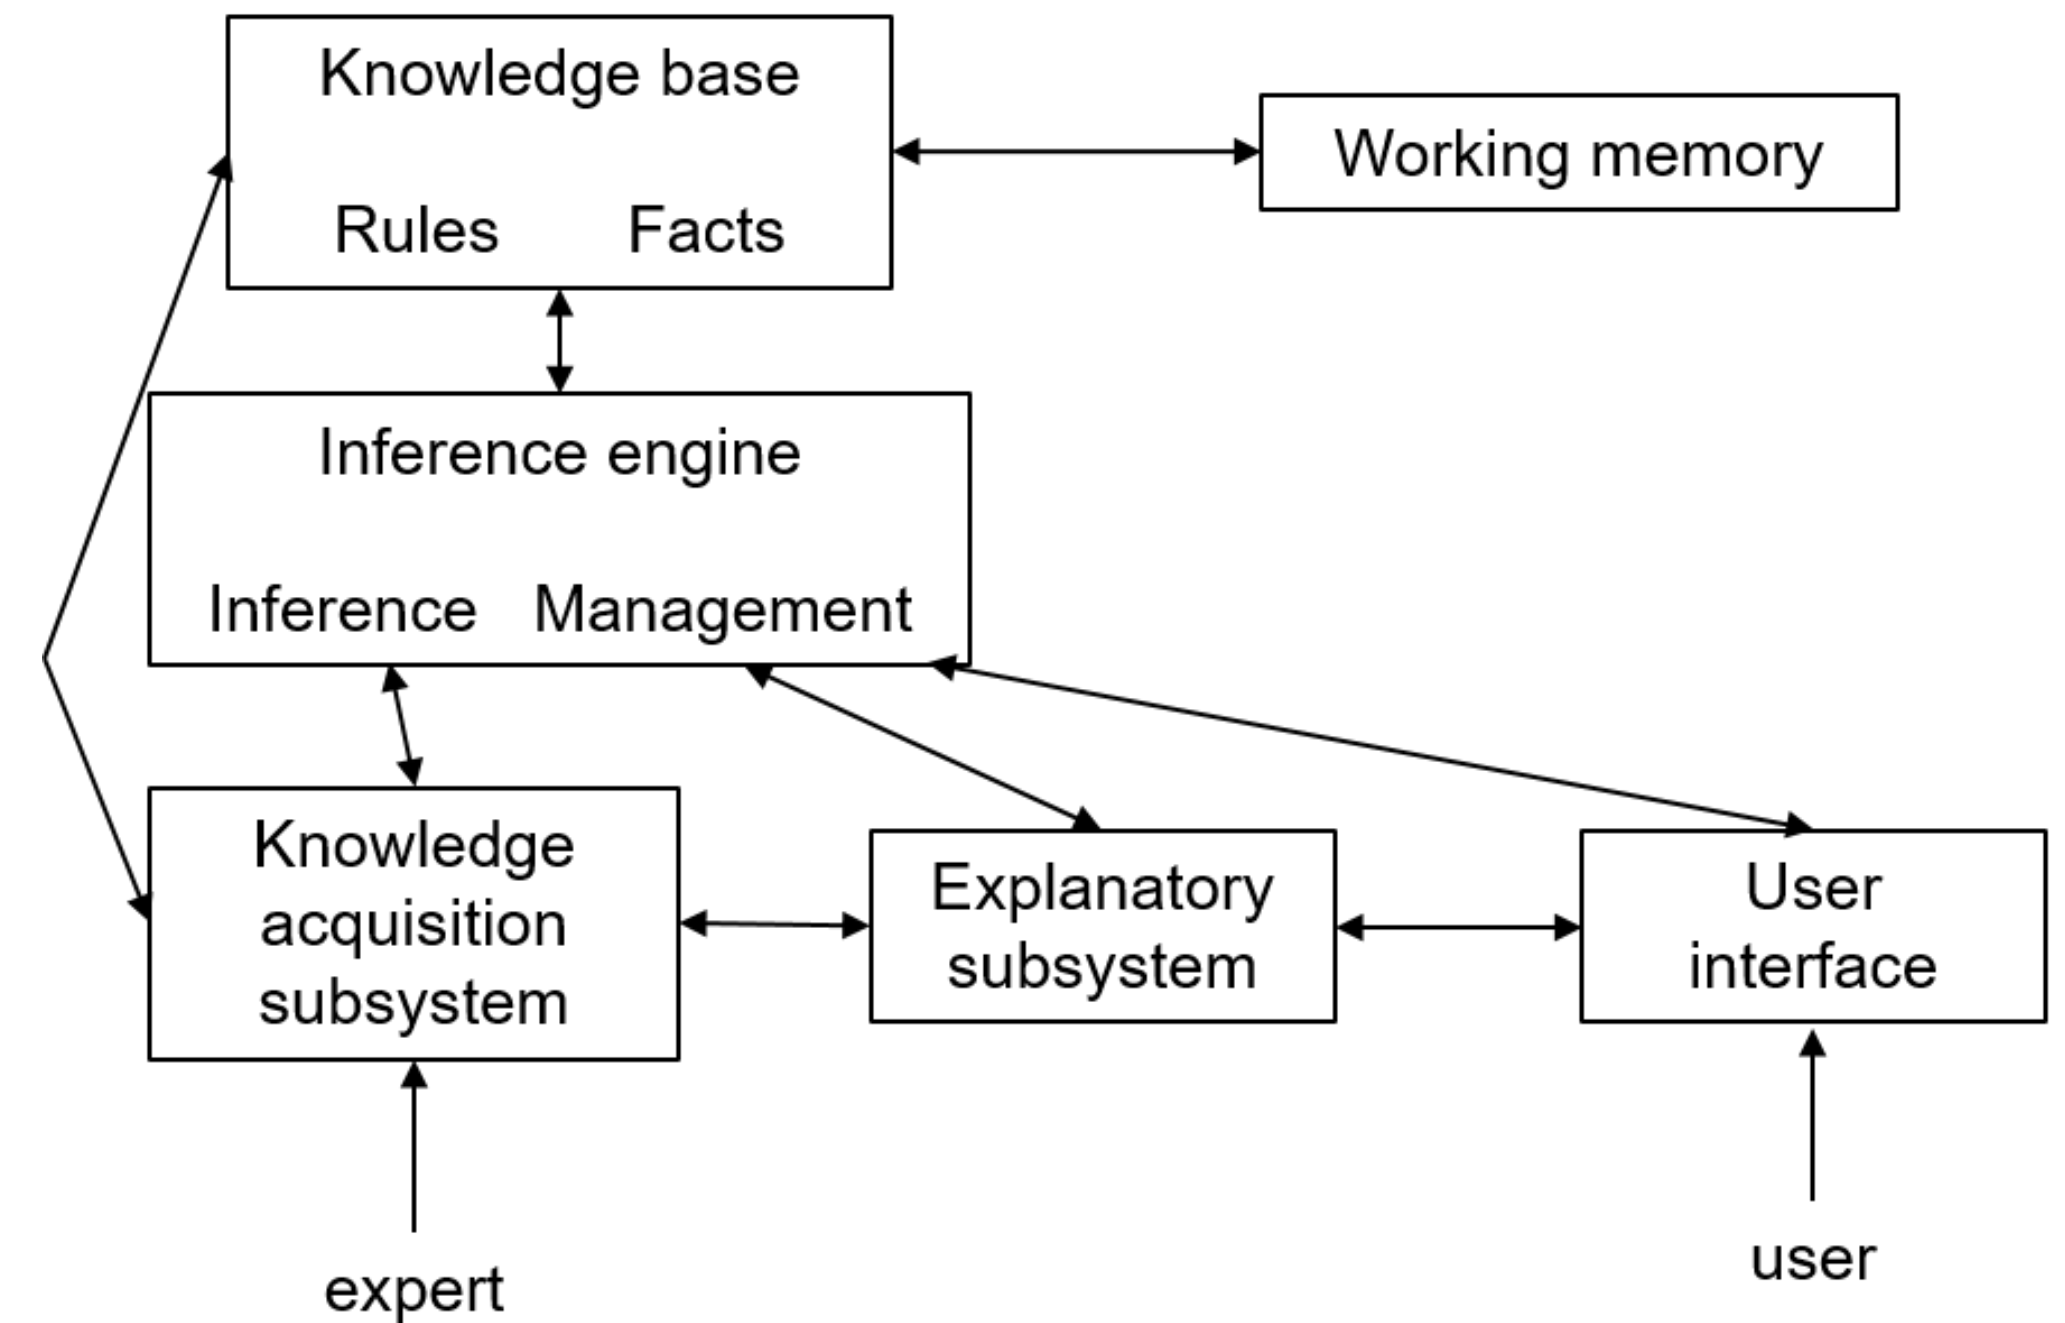 Knowledge base
Rules Facts
Working memory
Inference engine
Inference Management
Knowledge
acquisition
subsystem
Explanatory
subsystem
User
interface
expert
user